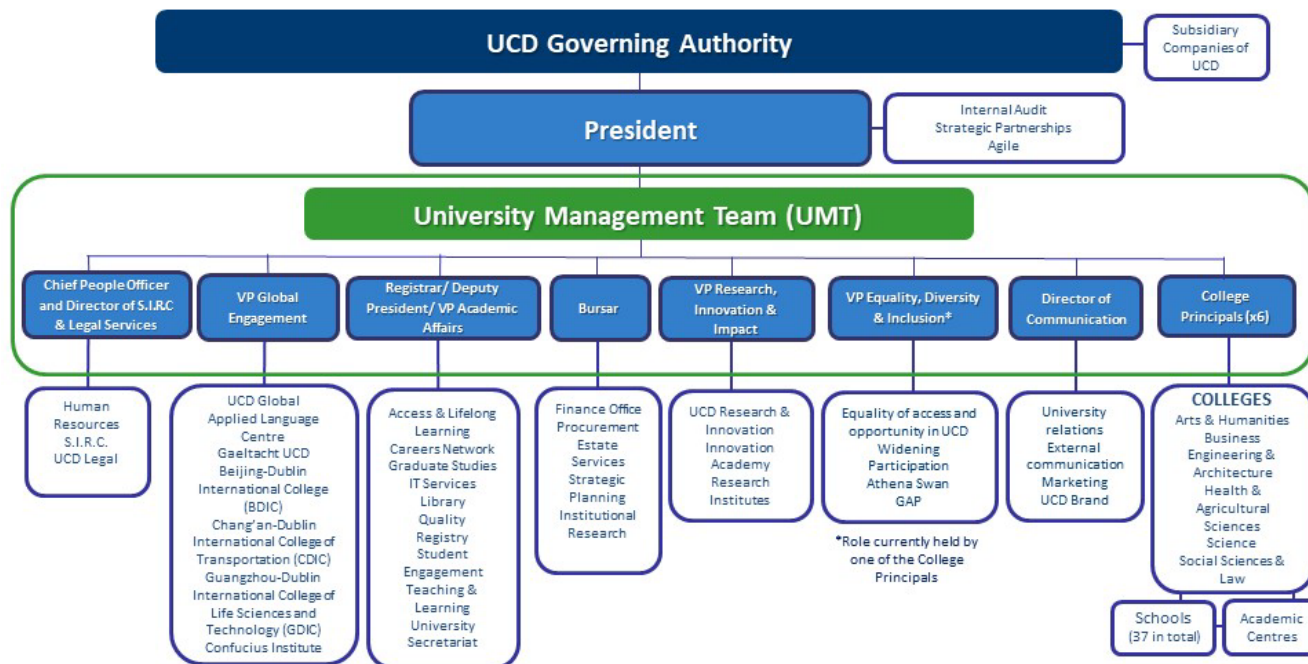 UCD Governing Authority
Subsidiary
Companies of
UCD
President
Internal Audit
Strategic Partnerships
Agile
University Management Team (UMT)
Chief People Officer
and Director of S.I.R.C
& Legal Services
VP Global
Engagement
Registrar/ Deputy
President/ VP Academic
Affairs
Bursar
VP Research,
Innovation &
Impact
VP Equality, Diversity
& Inclusion*
Director of
Communication
College
Principals (x6)
Human
Resources
S.I.R.C.
UCD Legal
UCD Global
Applied Language
Centre
Gaeltacht UCD
Beijing-Dublin
International College
(BDIC)
Chang'an-Dublin
International College of
Transportation (CDIC)
Guangzhou-Dublin
International College of
Life Sciences and
Technology (GDIC)
Confucius Institute
Access & Lifelong
Learning
Careers Network
Graduate Studies
IT Services
Library
Quality
Registry
Student
Engagement
Teaching &
Learning
University
Secretariat
Finance Office
Procurement
Estate
Services
Strategic
Planning
Institutional
Research
UCD Research &
Innovation
Innovation
Academy
Research
Institutes
Equality of access and
opportunity in UCD
Widening
Participation
Athena Swan
GAP
*Role currently held by
one of the College
Principals
University
relations
External
communication
Marketing
UCD Brand
COLLEGES
Arts & Humanities
Business
Engineering &
Architecture
Health &
Agricultural
Sciences
Science
Social Sciences &
Law
Schools
(37 in total)
Academic
Centres